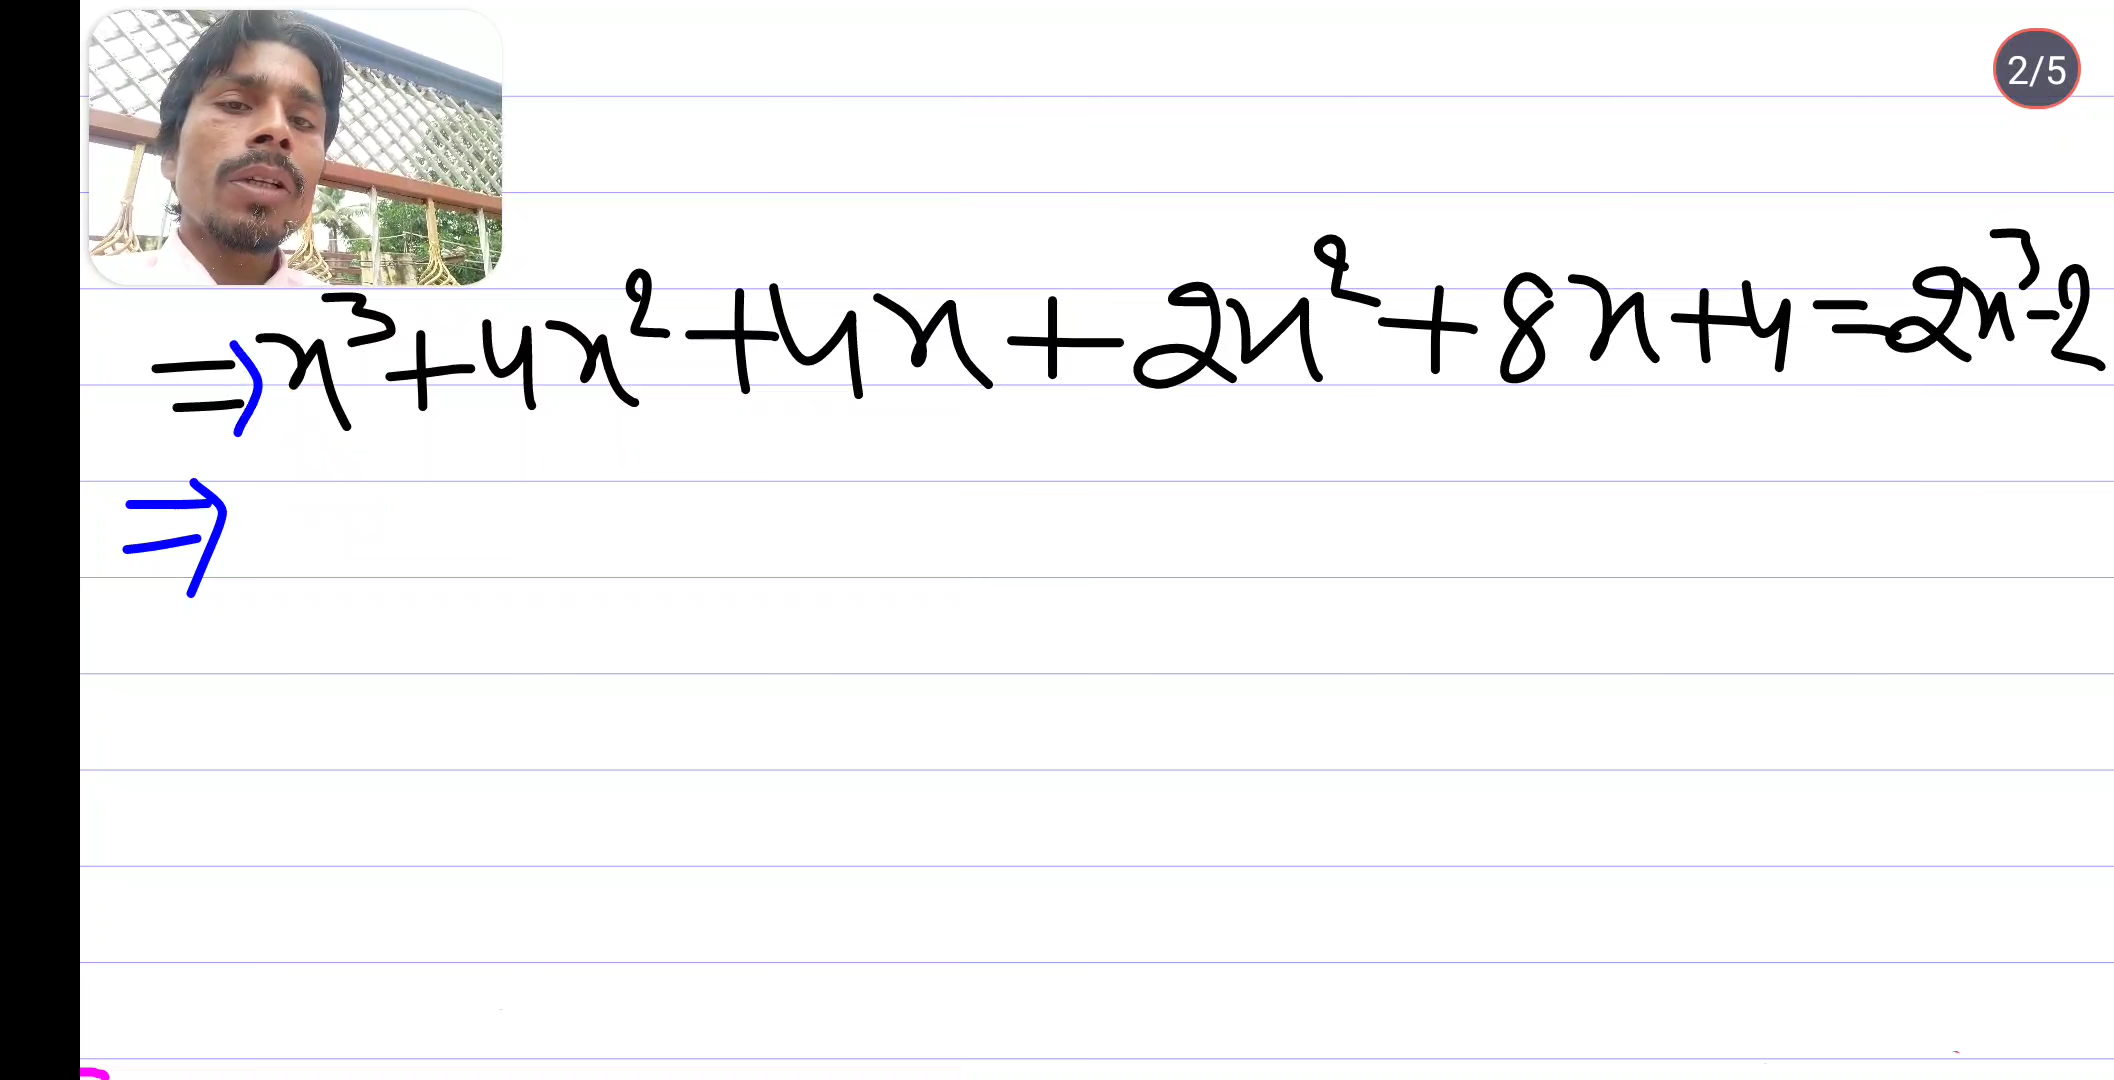 2/5
⇒ x³ + 4x² + 4x + 2x² + 8x + 4 = 2x³ - 2
⇒